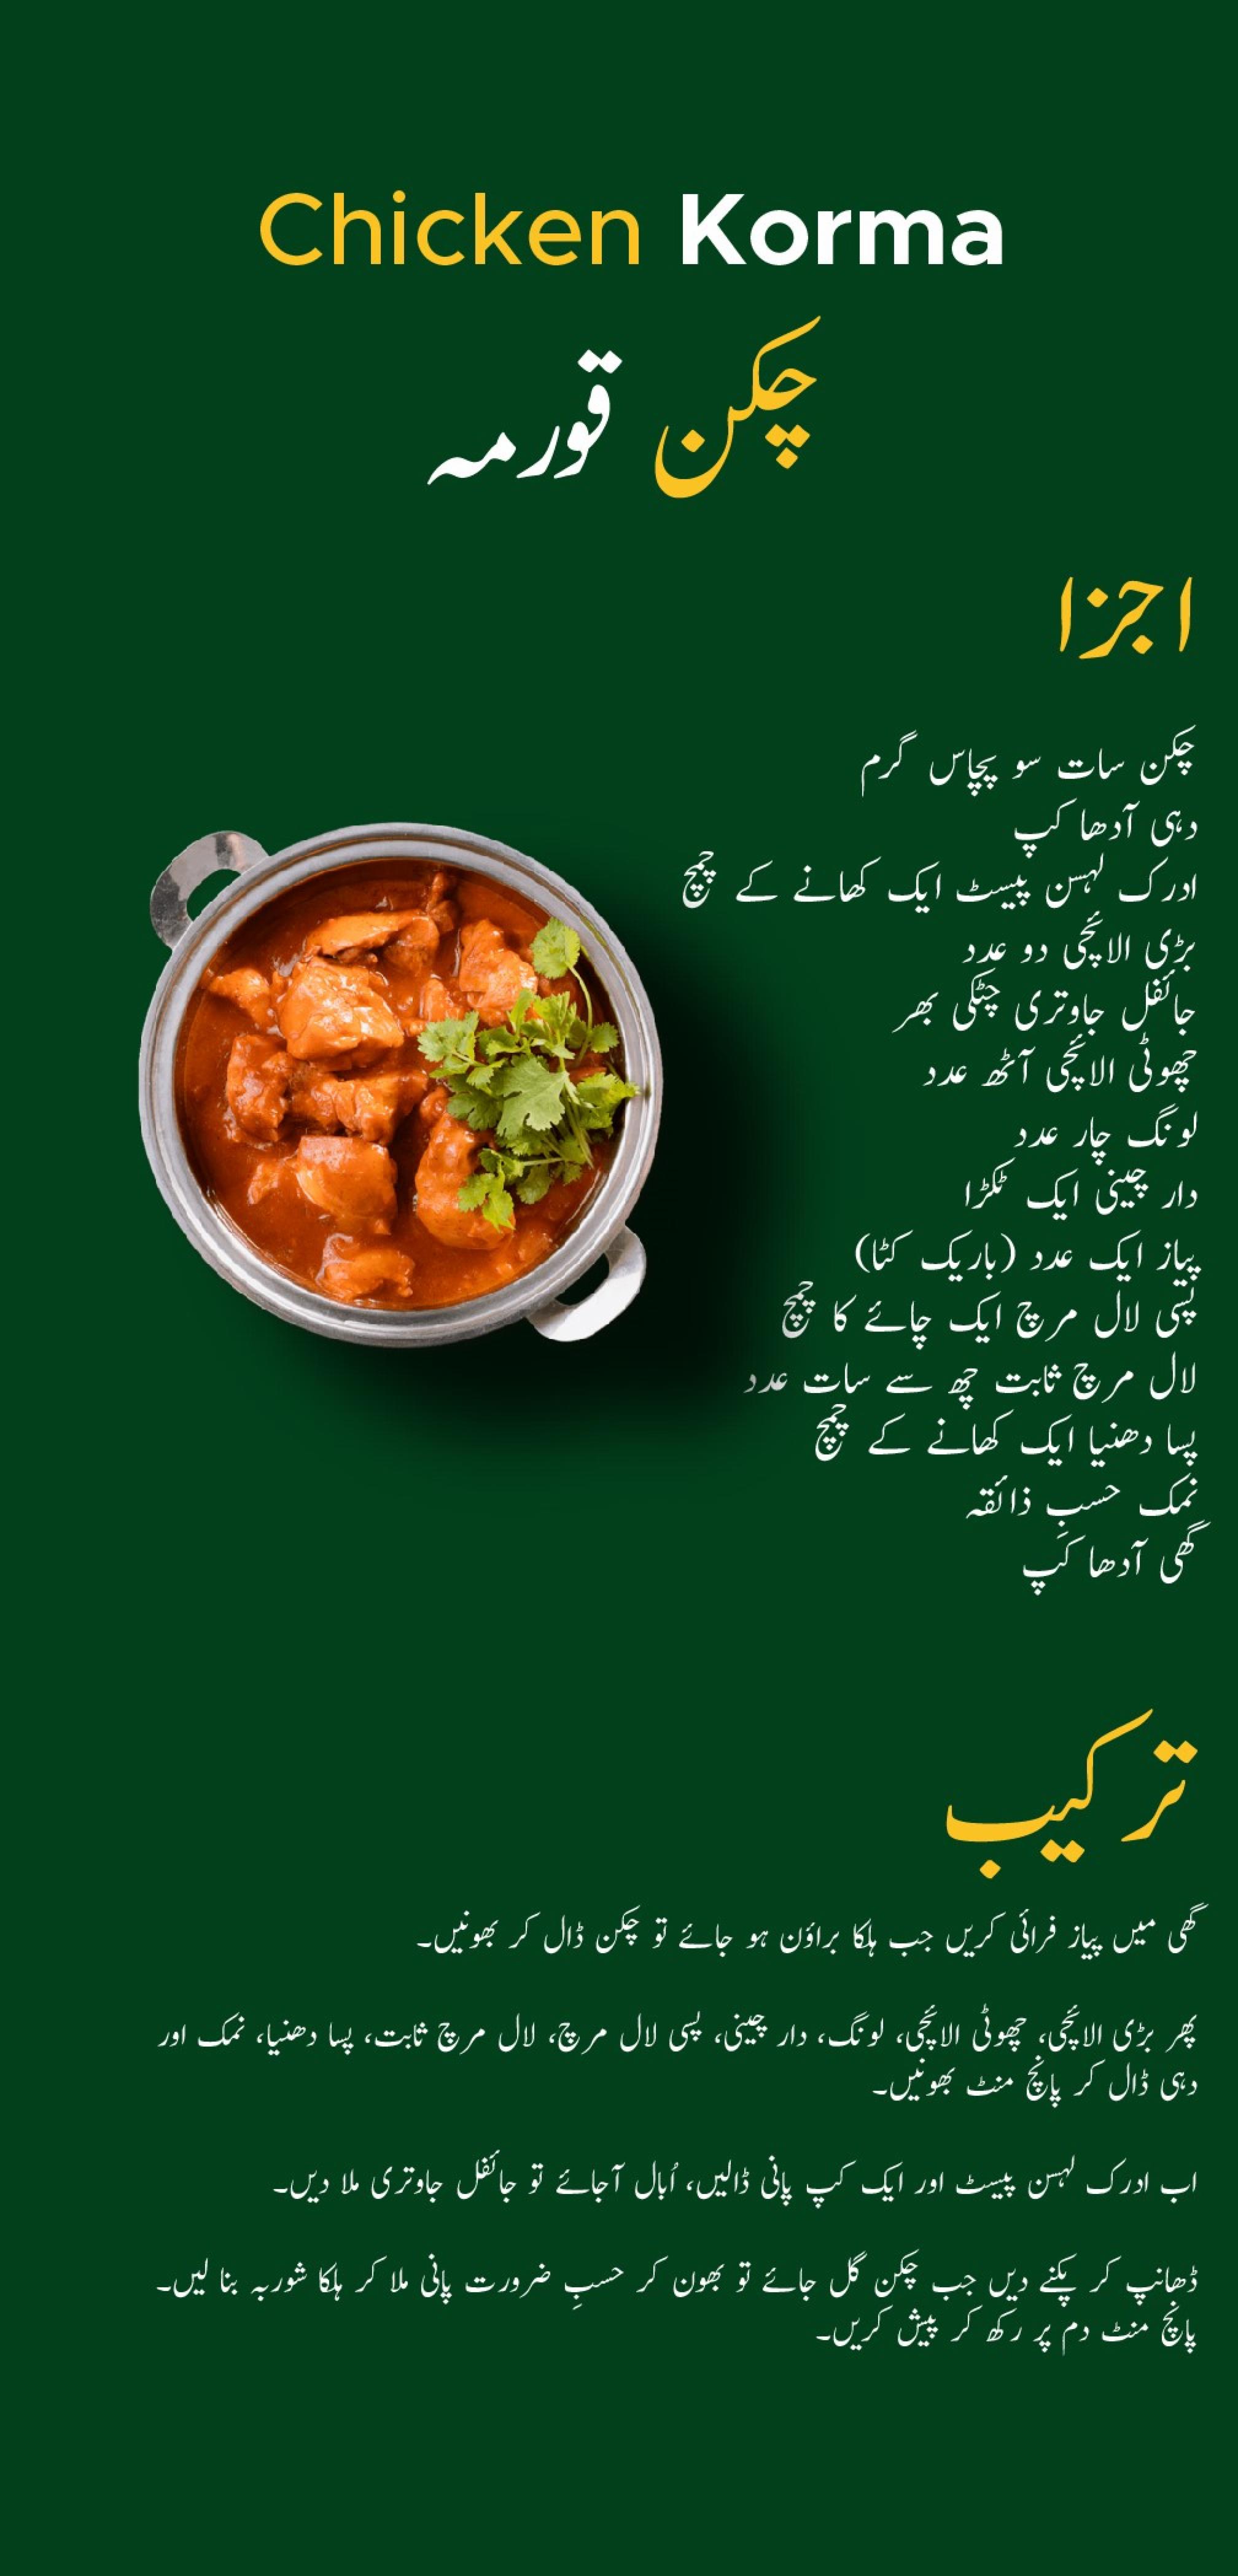 Chicken Korma
چکن قورمہ
اجزا
چکن سات سو پچاس گرم
دہی آدھا کپ
ادرک لہسن پیسٹ ایک کھانے کے چمچ
بڑی الائچی دو عدد
جائفل جاوتری چٹکی بھر
چھوٹی الائچی آٹھ عدد
لونگ چار عدد
دار چینی ایک ٹکڑا
پیاز ایک عدد (باریک کٹا)
پسی لال مرچ ایک چائے کا چمچ
لال مرچ ثابت چھ سے سات عدد
پسا دھنیا ایک کھانے کے چمچ
نمک حسبِ ذائقہ
گھی آدھا کپ
ترکیب
گھی میں پیاز فرائی کریں جب ہلکا براؤن ہو جائے تو چکن ڈال کر بھونیں۔
پھر بڑی الائچی، چھوٹی الائچی، لونگ، دار چینی، پسی لال مرچ، لال مرچ ثابت، پسا دھنیا، نمک اور
دہی ڈال کر پانچ منٹ بھونیں۔
اب ادرک لہسن پیسٹ اور ایک کپ پانی ڈالیں، اُبال آجائے تو جائفل جاوتری ملا دیں۔
ڈھانپ کر پکنے دیں جب چکن گل جائے تو بھون کر حسبِ ضرورت پانی ملا کر ہلکا شوربہ بنا لیں۔
پانچ منٹ دم پر رکھ کر پیش کریں۔